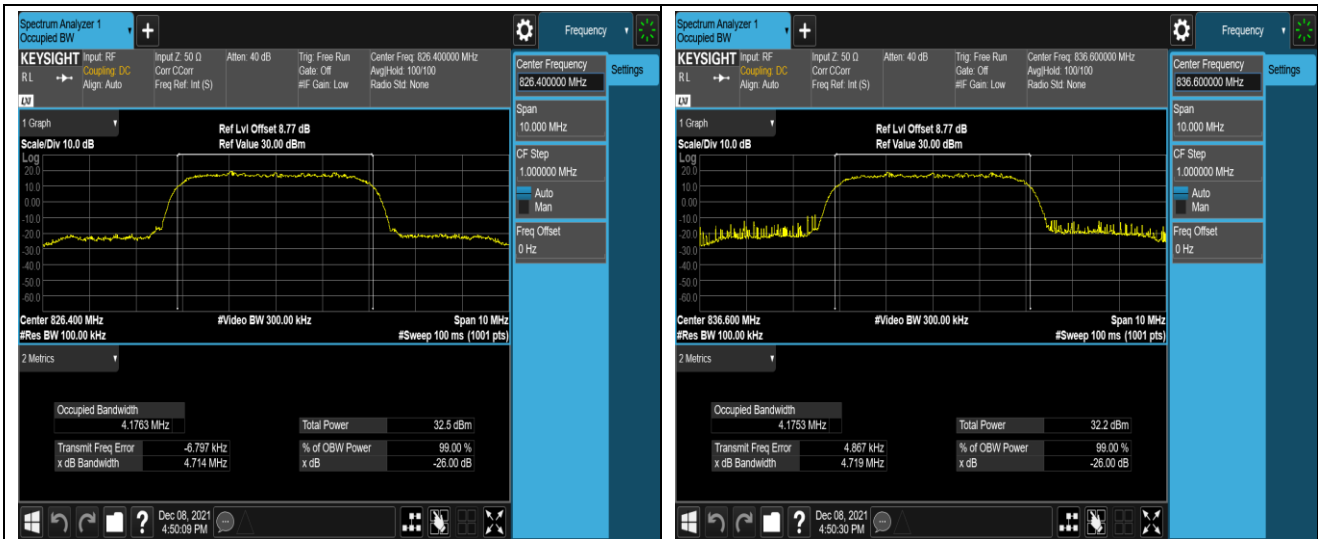 Spectrum Analyzer 1
Occupied BW
Frequency
KEYSIGHT
Input: RF
Coupling: DC
Align: Auto
Input Z: 50 Ω
Corr CCorr
Freq Ref: Int (S)
Atten: 40 dB
Trig: Free Run
Gate: Off
#IF Gain: Low
Center Freq: 826.400000 MHz
Avg|Hold: 100/100
Radio Std: None
R L
LXI
Center Frequency
826.400000 MHz
Settings
Span
10.000 MHz
CF Step
1.000000 MHz
Auto
Man
Freq Offset
0 Hz
1 Graph
Scale/Div 10.0 dB
Ref Lvl Offset 8.77 dB
Ref Value 30.00 dBm
Log
20.0
10.0
0.00
-10.0
-20.0
-30.0
-40.0
-50.0
-60.0
Center 826.400 MHz
#Video BW 300.00 kHz
Span 10 MHz
#Res BW 100.00 kHz
#Sweep 100 ms (1001 pts)
2 Metrics
Occupied Bandwidth
4.1763 MHz
Total Power 32.5 dBm
Transmit Freq Error -6.797 kHz
% of OBW Power 99.00 %
x dB Bandwidth 4.714 MHz
x dB -26.00 dB
?
Dec 08, 2021
4:50:09 PM
Spectrum Analyzer 1
Occupied BW
Frequency
KEYSIGHT
Input: RF
Coupling: DC
Align: Auto
Input Z: 50 Ω
Corr CCorr
Freq Ref: Int (S)
Atten: 40 dB
Trig: Free Run
Gate: Off
#IF Gain: Low
Center Freq: 836.600000 MHz
Avg|Hold: 100/100
Radio Std: None
R L
LXI
Center Frequency
836.600000 MHz
Settings
Span
10.000 MHz
CF Step
1.000000 MHz
Auto
Man
Freq Offset
0 Hz
1 Graph
Scale/Div 10.0 dB
Ref Lvl Offset 8.77 dB
Ref Value 30.00 dBm
Log
20.0
10.0
0.00
-10.0
-20.0
-30.0
-40.0
-50.0
-60.0
Center 836.600 MHz
#Video BW 300.00 kHz
Span 10 MHz
#Res BW 100.00 kHz
#Sweep 100 ms (1001 pts)
2 Metrics
Occupied Bandwidth
4.1753 MHz
Total Power 32.2 dBm
Transmit Freq Error 4.867 kHz
% of OBW Power 99.00 %
x dB Bandwidth 4.719 MHz
x dB -26.00 dB
?
Dec 08, 2021
4:50:30 PM